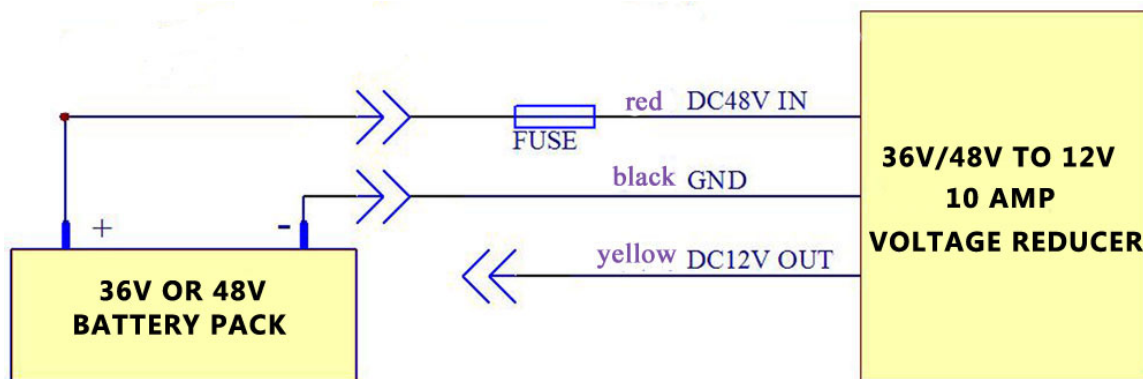 red DC48V IN
FUSE
black GND
yellow DC12V OUT
+ -
36V OR 48V
BATTERY PACK
36V/48V TO 12V
10 AMP
VOLTAGE REDUCER